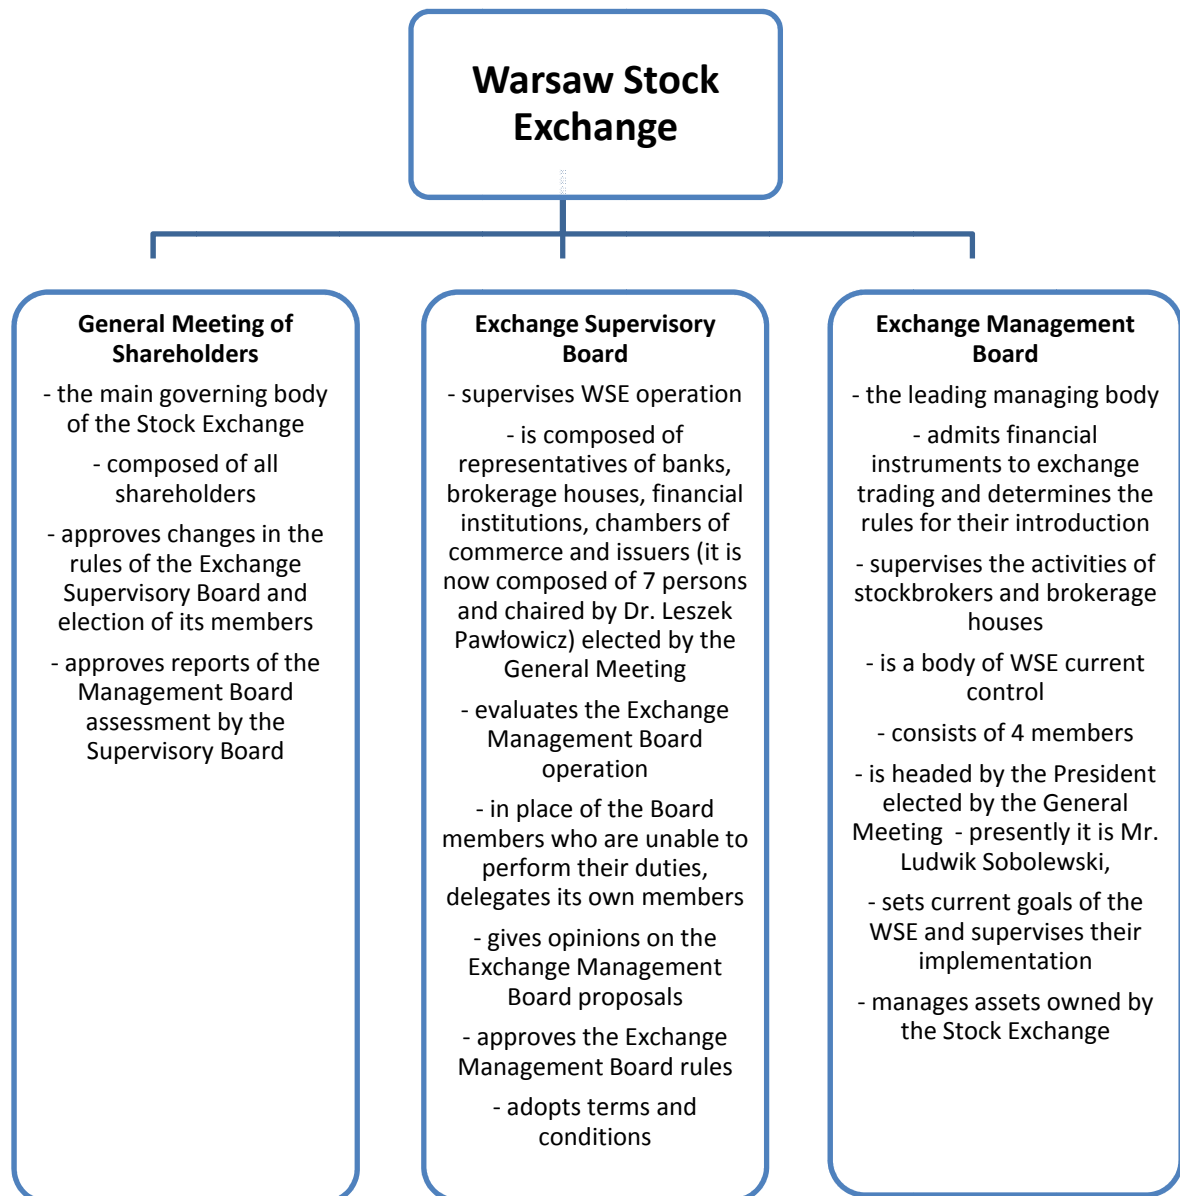 Warsaw Stock
Exchange
General Meeting of
Shareholders
- the main governing body
of the Stock Exchange
- composed of all
shareholders
- approves changes in the
rules of the Exchange
Supervisory Board and
election of its members
- approves reports of the
Management Board
assessment by the
Supervisory Board
Exchange Supervisory
Board
- supervises WSE operation
- is composed of
representatives of banks,
brokerage houses, financial
institutions, chambers of
commerce and issuers (it is
now composed of 7 persons
and chaired by Dr. Leszek
Pawłowicz) elected by the
General Meeting
- evaluates the Exchange
Management Board
operation
- in place of the Board
members who are unable to
perform their duties,
delegates its own members
- gives opinions on the
Exchange Management
Board proposals
- approves the Exchange
Management Board rules
- adopts terms and
conditions
Exchange Management
Board
- the leading managing body
- admits financial
instruments to exchange
trading and determines the
rules for their introduction
- supervises the activities of
stockbrokers and brokerage
houses
- is a body of WSE current
control
- consists of 4 members
- is headed by the President
elected by the General
Meeting  - presently it is Mr.
Ludwik Sobolewski,
- sets current goals of the
WSE and supervises their
implementation
- manages assets owned by
the Stock Exchange